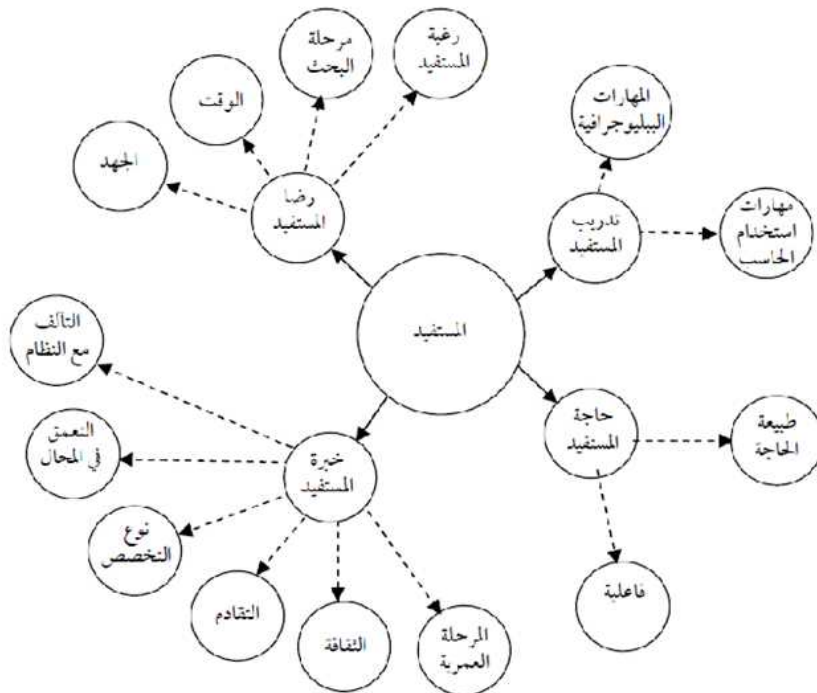 رغبة
المستفيد
مرحلة
البحث
الوقت
الجهد
رضا
المستفيد
المهارات
الببليوجرافية
تدريب
المستفيد
مهارات
استخدام
الحاسب
المستفيد
التآلف
مع النظام
التعمق
في المجال
نوع
التخصص
التقادم
الثقافة
المرحلة
العمرية
خبرة
المستفيد
حاجة
المستفيد
طبيعة
الحاجة
فاعلية